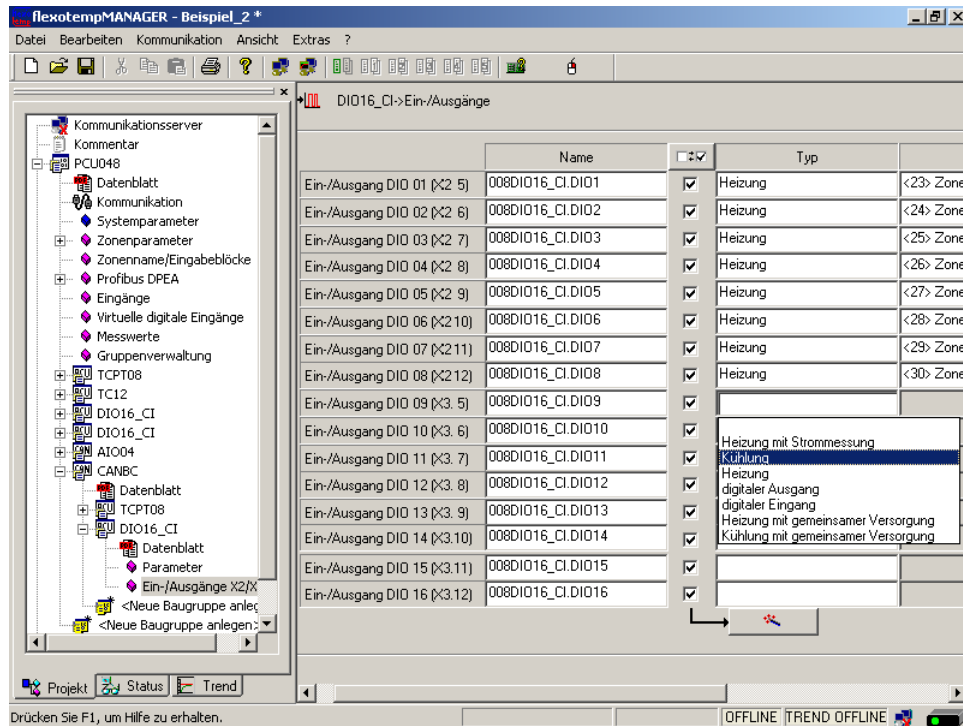 flexotempMANAGER - Beispiel_2 *
Datei Bearbeiten Kommunikation Ansicht Extras ?
DIO16_CI->Ein-/Ausgänge
Kommunikationsserver
Kommentar
PCU048
Datenblatt
Kommunikation
Systemparameter
Zonenparameter
Zonenname/Eingabeblöcke
Profibus DPEA
Eingänge
Virtuelle digitale Eingänge
Messwerte
Gruppenverwaltung
TCPT08
TC12
DIO16_CI
DIO16_CI
AIO04
CANBC
Datenblatt
TCPT08
DIO16_CI
Datenblatt
Parameter
Ein-/Ausgänge X2/X
<Neue Baugruppe anleg
<Neue Baugruppe anlegen>
Projekt Status Trend
Name Typ
Ein-/Ausgang DIO 01 (X2 5) 008DIO16_CI.DIO1 Heizung <23> Zone
Ein-/Ausgang DIO 02 (X2 6) 008DIO16_CI.DIO2 Heizung <24> Zone
Ein-/Ausgang DIO 03 (X2 7) 008DIO16_CI.DIO3 Heizung <25> Zone
Ein-/Ausgang DIO 04 (X2 8) 008DIO16_CI.DIO4 Heizung <26> Zone
Ein-/Ausgang DIO 05 (X2 9) 008DIO16_CI.DIO5 Heizung <27> Zone
Ein-/Ausgang DIO 06 (X2 10) 008DIO16_CI.DIO6 Heizung <28> Zone
Ein-/Ausgang DIO 07 (X2 11) 008DIO16_CI.DIO7 Heizung <29> Zone
Ein-/Ausgang DIO 08 (X2 12) 008DIO16_CI.DIO8 Heizung <30> Zone
Ein-/Ausgang DIO 09 (X3. 5) 008DIO16_CI.DIO9
Ein-/Ausgang DIO 10 (X3. 6) 008DIO16_CI.DIO10
Ein-/Ausgang DIO 11 (X3. 7) 008DIO16_CI.DIO11
Ein-/Ausgang DIO 12 (X3. 8) 008DIO16_CI.DIO12
Ein-/Ausgang DIO 13 (X3. 9) 008DIO16_CI.DIO13
Ein-/Ausgang DIO 14 (X3.10) 008DIO16_CI.DIO14
Ein-/Ausgang DIO 15 (X3.11) 008DIO16_CI.DIO15
Ein-/Ausgang DIO 16 (X3.12) 008DIO16_CI.DIO16
Heizung mit Strommessung
Kühlung
Heizung
digitaler Ausgang
digitaler Eingang
Heizung mit gemeinsamer Versorgung
Kühlung mit gemeinsamer Versorgung
Drücken Sie F1, um Hilfe zu erhalten.
OFFLINE TREND OFFLINE